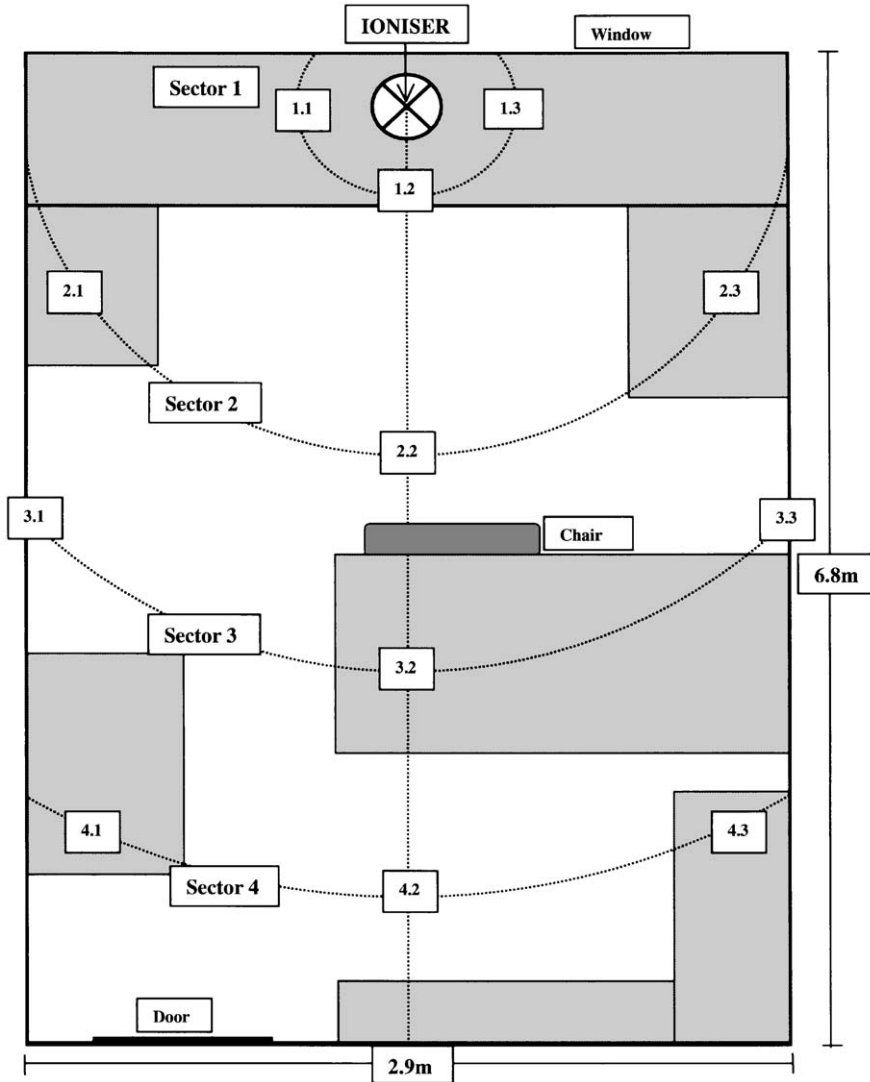 IONISER
Window
Sector 1
1.1
1.3
1.2
2.1
2.3
Sector 2
2.2
3.1
3.3
Chair
6.8m
Sector 3
3.2
4.1
4.3
Sector 4
4.2
Door
2.9m